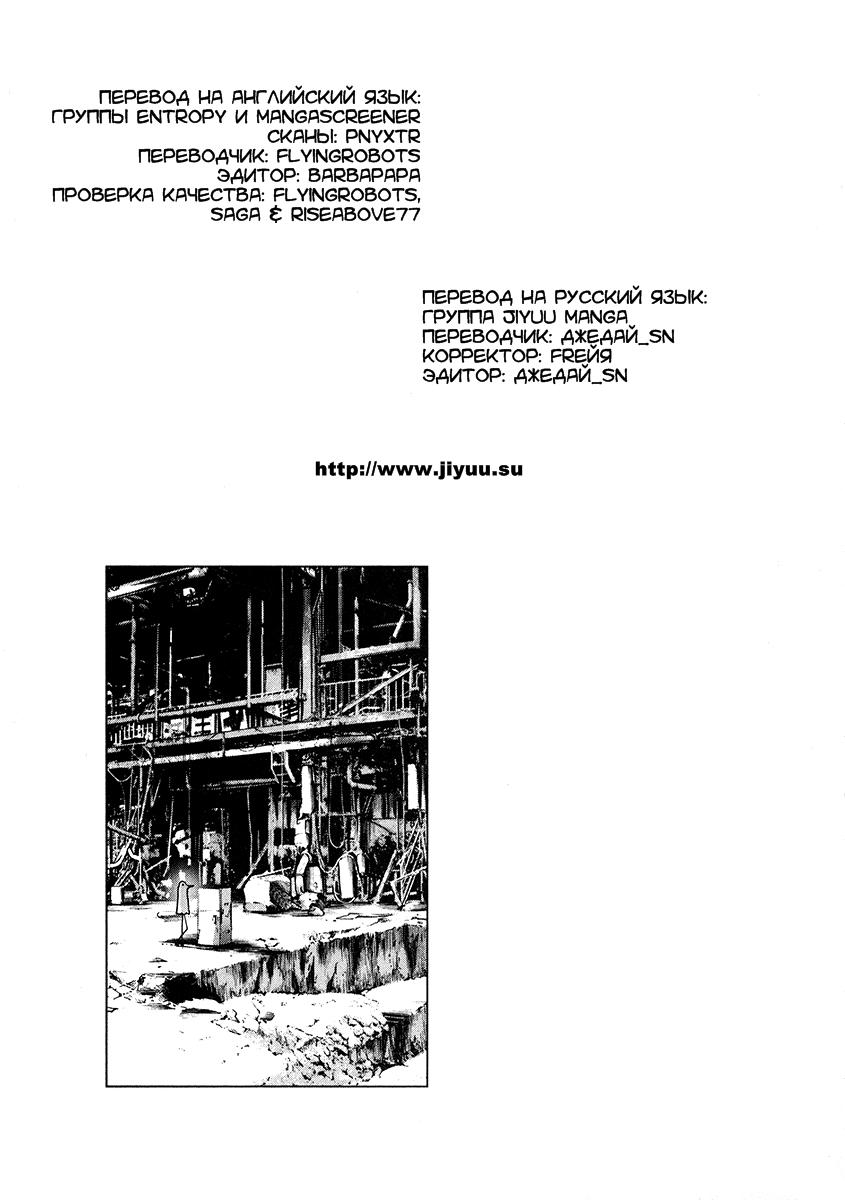 ПЕРЕВОД НА АНГЛИЙСКИЙ ЯЗЫК:
ГРУППЫ ENTROPY И MANGASCREENER
СКАНЫ: PNYXTR
ПЕРЕВОДЧИК: FLYINGROBOTS
ЭДИТОР: BARBAPAPA
ПРОВЕРКА КАЧЕСТВА: FLYINGROBOTS,
SAGA & RISEABOVE77
ПЕРЕВОД НА РУССКИЙ ЯЗЫК:
ГРУППА JIYUU MANGA
ПЕРЕВОДЧИК: ДЖЕДАЙ_SN
КОРРЕКТОР: FRЕЙЯ
ЭДИТОР: ДЖЕДАЙ_SN
http://www.jiyuu.su